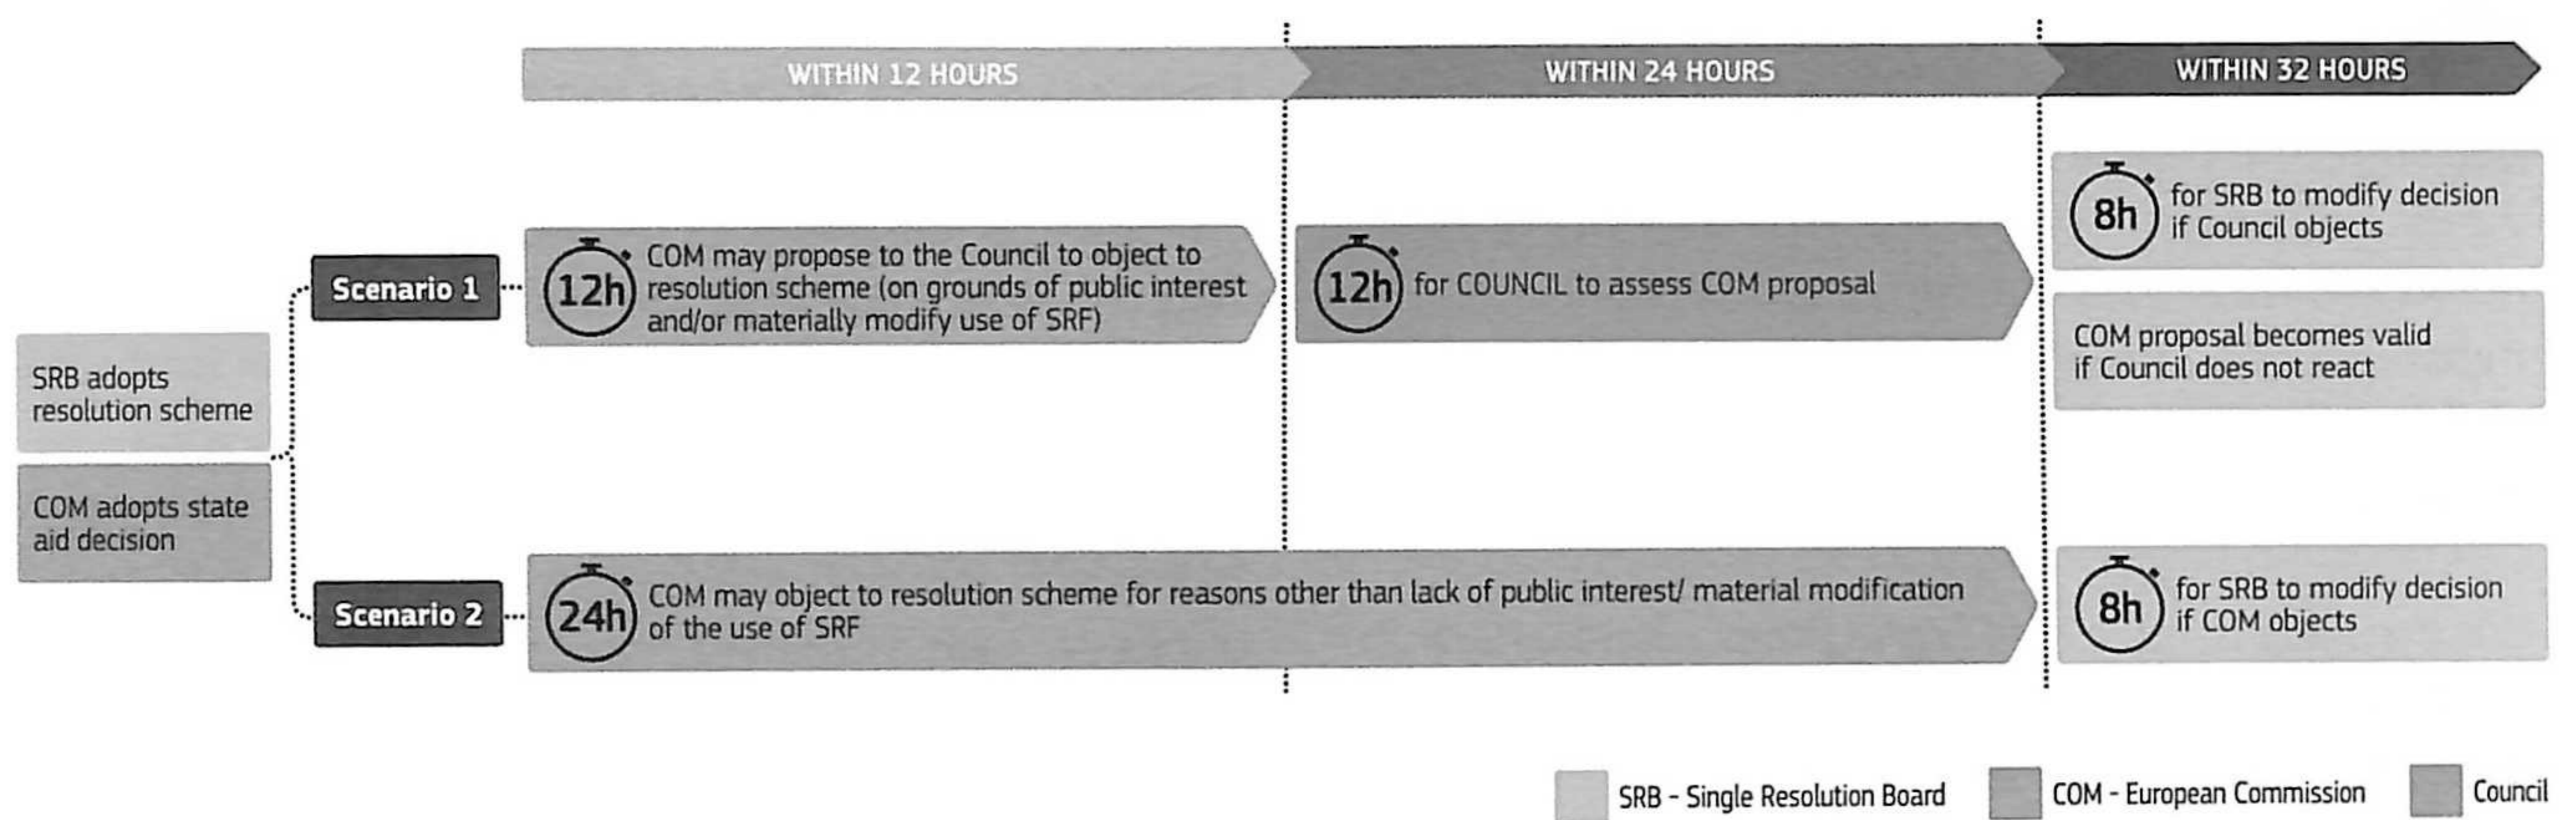 WITHIN 12 HOURS
WITHIN 24 HOURS
WITHIN 32 HOURS
SRB adopts
resolution scheme
COM adopts state
aid decision
Scenario 1
12h
COM may propose to the Council to object to
resolution scheme (on grounds of public interest
and/or materially modify use of SRF)
12h
for COUNCIL to assess COM proposal
8h
for SRB to modify decision
if Council objects
COM proposal becomes valid
if Council does not react
Scenario 2
24h
COM may object to resolution scheme for reasons other than lack of public interest/ material modification
of the use of SRF
8h
for SRB to modify decision
if COM objects
SRB - Single Resolution Board
COM - European Commission
Council